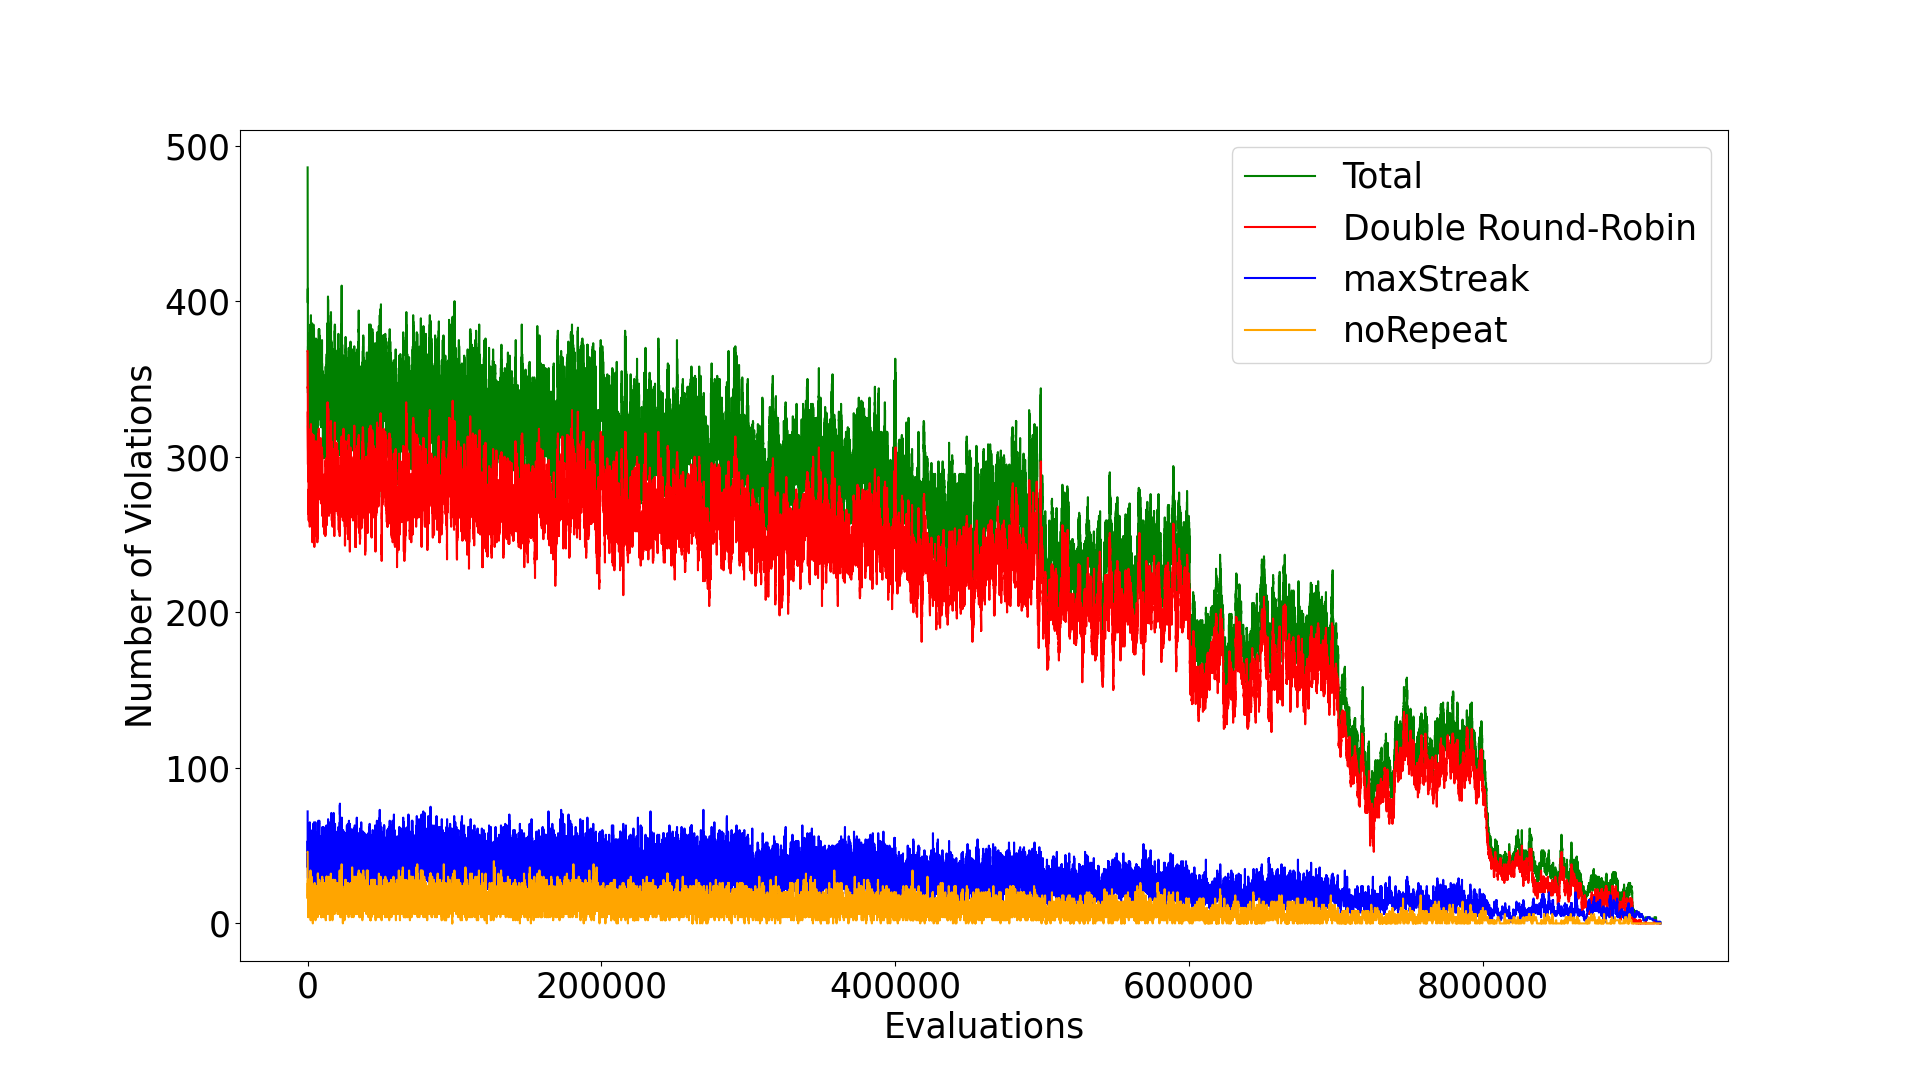 500
400
300
200
100
0
Number of Violations
Total
Double Round-Robin
maxStreak
noRepeat
0 200000 400000 600000 800000
Evaluations